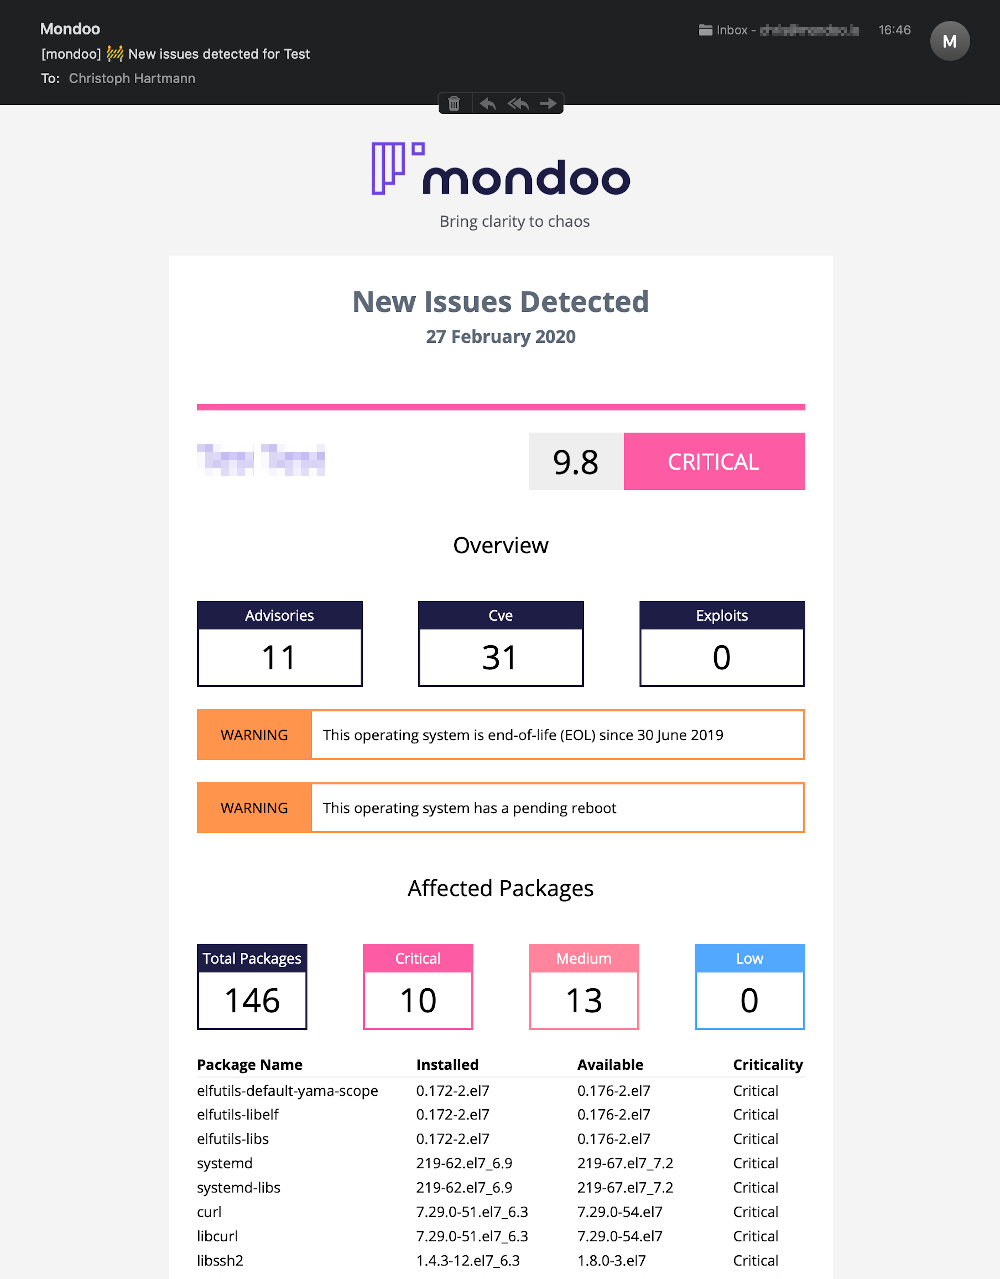 Mondoo
Inbox - 16:46
M
[mondoo] 🚧 New issues detected for Test
To: Christoph Hartmann
mondoo
Bring clarity to chaos
New Issues Detected
27 February 2020
9.8 CRITICAL
Overview
Advisories Cve Exploits
11 31 0
WARNING This operating system is end-of-life (EOL) since 30 June 2019
WARNING This operating system has a pending reboot
Affected Packages
Total Packages Critical Medium Low
146 10 13 0
Package Name Installed Available Criticality
elfutils-default-yama-scope 0.172-2.el7 0.176-2.el7 Critical
elfutils-libelf 0.172-2.el7 0.176-2.el7 Critical
elfutils-libs 0.172-2.el7 0.176-2.el7 Critical
systemd 219-62.el7_6.9 219-67.el7_7.2 Critical
systemd-libs 219-62.el7_6.9 219-67.el7_7.2 Critical
curl 7.29.0-51.el7_6.3 7.29.0-54.el7 Critical
libcurl 7.29.0-51.el7_6.3 7.29.0-54.el7 Critical
libssh2 1.4.3-12.el7_6.3 1.8.0-3.el7 Critical